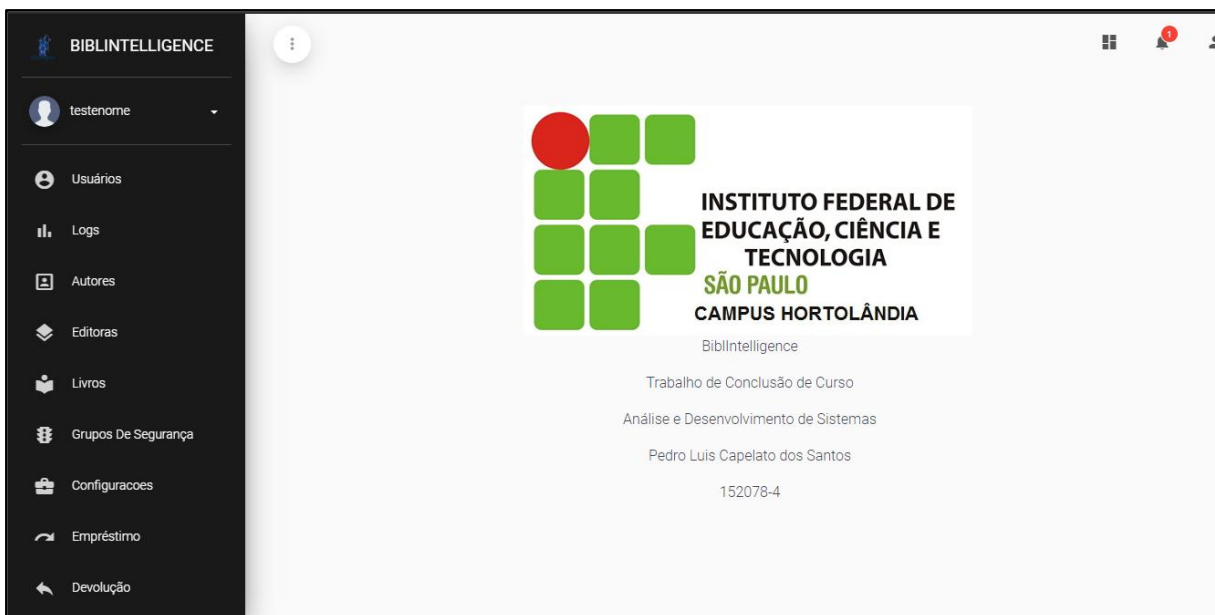 BIBLINTELLIGENCE
testenome
Usuários
Logs
Autores
Editoras
Livros
Grupos De Segurança
Configuracoes
Empréstimo
Devolução
1
INSTITUTO FEDERAL DE
EDUCAÇÃO, CIÊNCIA E
TECNOLOGIA
SÃO PAULO
CAMPUS HORTOLÂNDIA
BiblIntelligence
Trabalho de Conclusão de Curso
Análise e Desenvolvimento de Sistemas
Pedro Luis Capelato dos Santos
152078-4